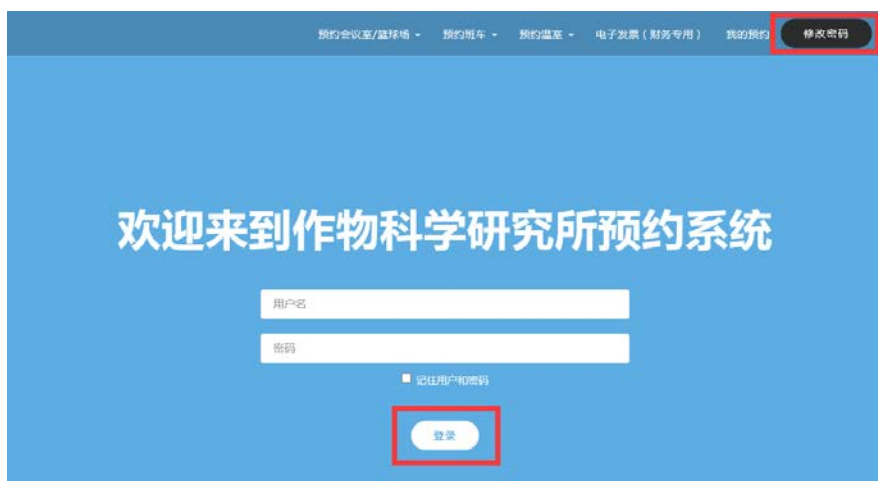 预约会议室/篮球场 预约班车 预约温室 电子发票(财务专用) 我的预约 修改密码
欢迎来到作物科学研究所预约系统
用户名
密码
记住用户和密码
登录